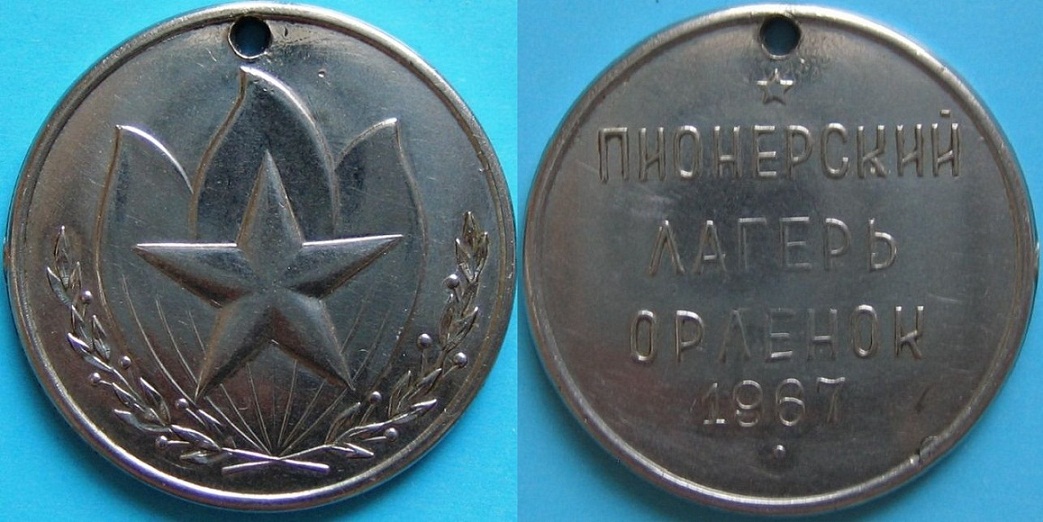 ПИОНЕРСКИЙ
ЛАГЕРЬ
ОРЛЕНОК
1967